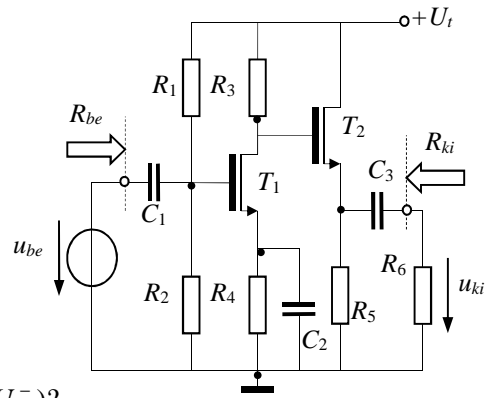 +U_t
R_1
R_3
R_be
T_2
R_ki
C_3
T_1
C_1
u_be
R_6
R_2
R_4
u_ki
R_5
C_2
U⁻)?